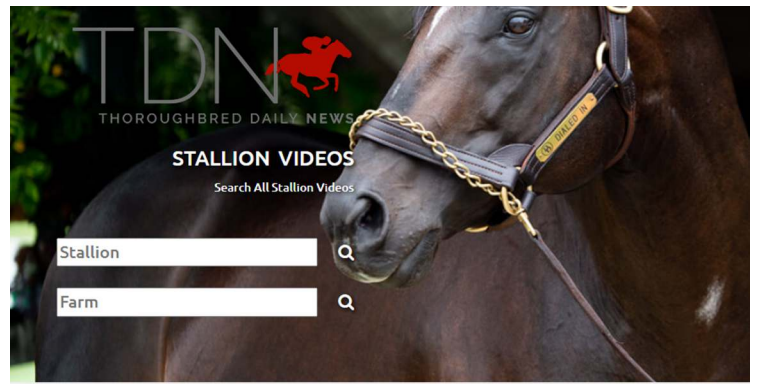 TDN
THOROUGHBRED DAILY NEWS
DIALED IN
STALLION VIDEOS
Search All Stallion Videos
Stallion
Farm